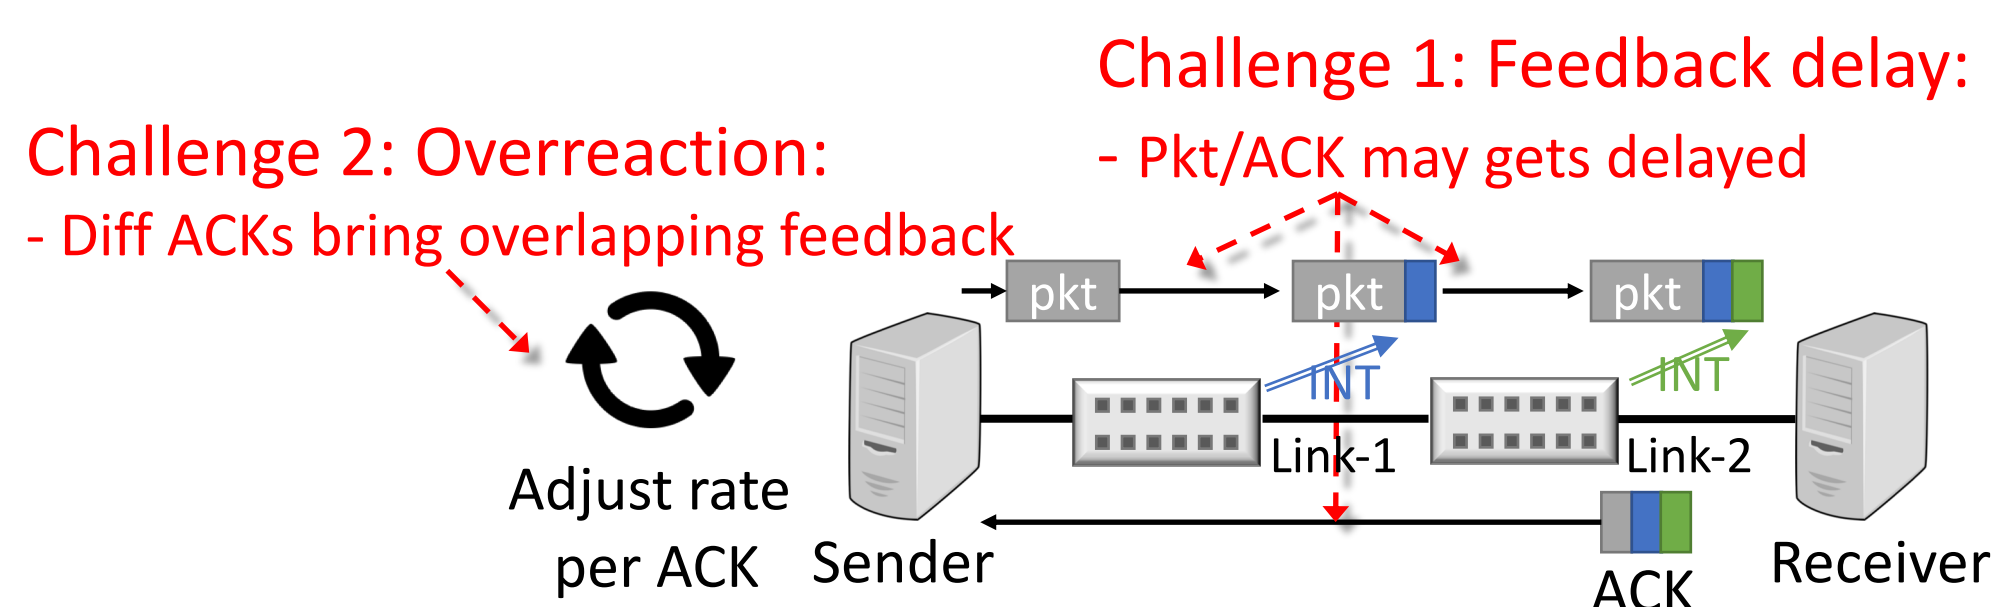 Challenge 1: Feedback delay:
- Pkt/ACK may gets delayed
Challenge 2: Overreaction:
- Diff ACKs bring overlapping feedback
pkt
pkt
pkt
INT
INT
Link-1
Link-2
Adjust rate
per ACK
Sender
Receiver
ACK